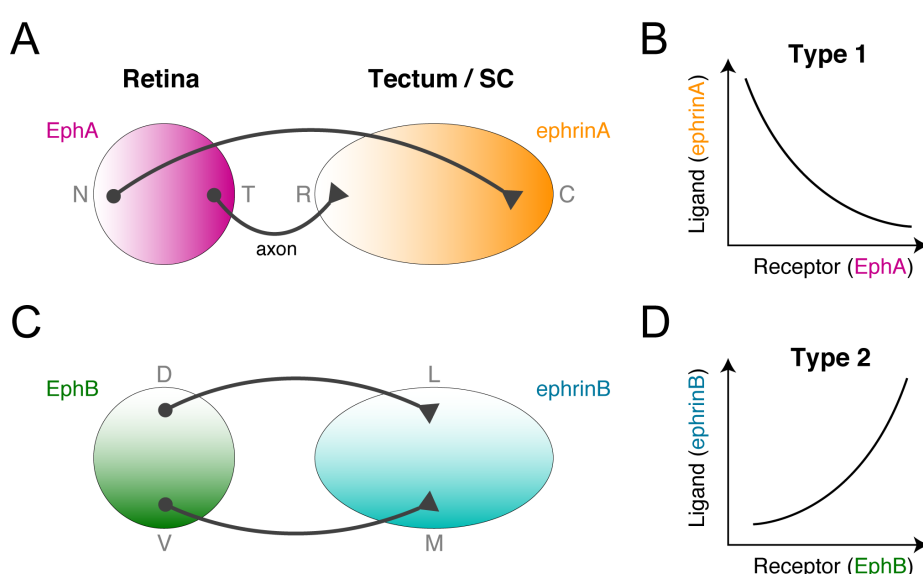 A
Retina
Tectum / SC
EphA
ephrinA
N
T
R
C
axon
B
Type 1
Ligand (ephrinA)
Receptor (EphA)
C
EphB
D
L
ephrinB
V
M
D
Type 2
Ligand (ephrinB)
Receptor (EphB)